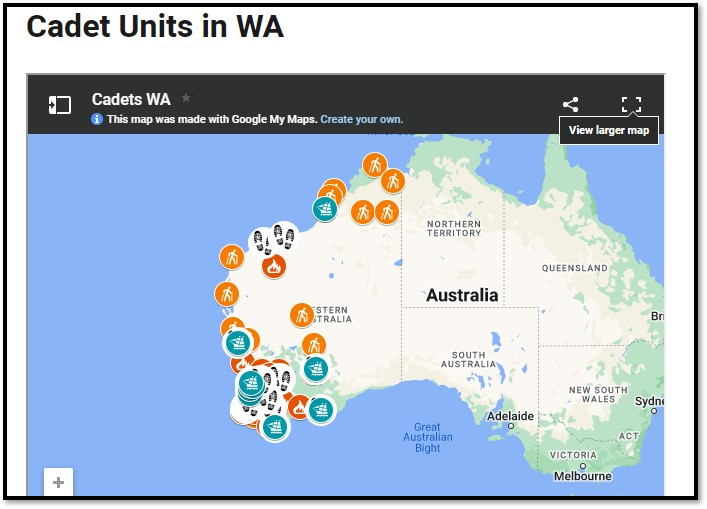 Cadet Units in WA
Cadets WA
This map was made with Google My Maps. Create your own.
View larger map
NORTHERN
TERRITORY
QUEENSLAND
Australia
STERN
TRALIA
Bri
SOUTH
AUSTRALIA
NEW SOUTH
WALES
Sydne
Adelaide
Great
Australian
Bight
ACT
VICTORIA
Melbourne
+